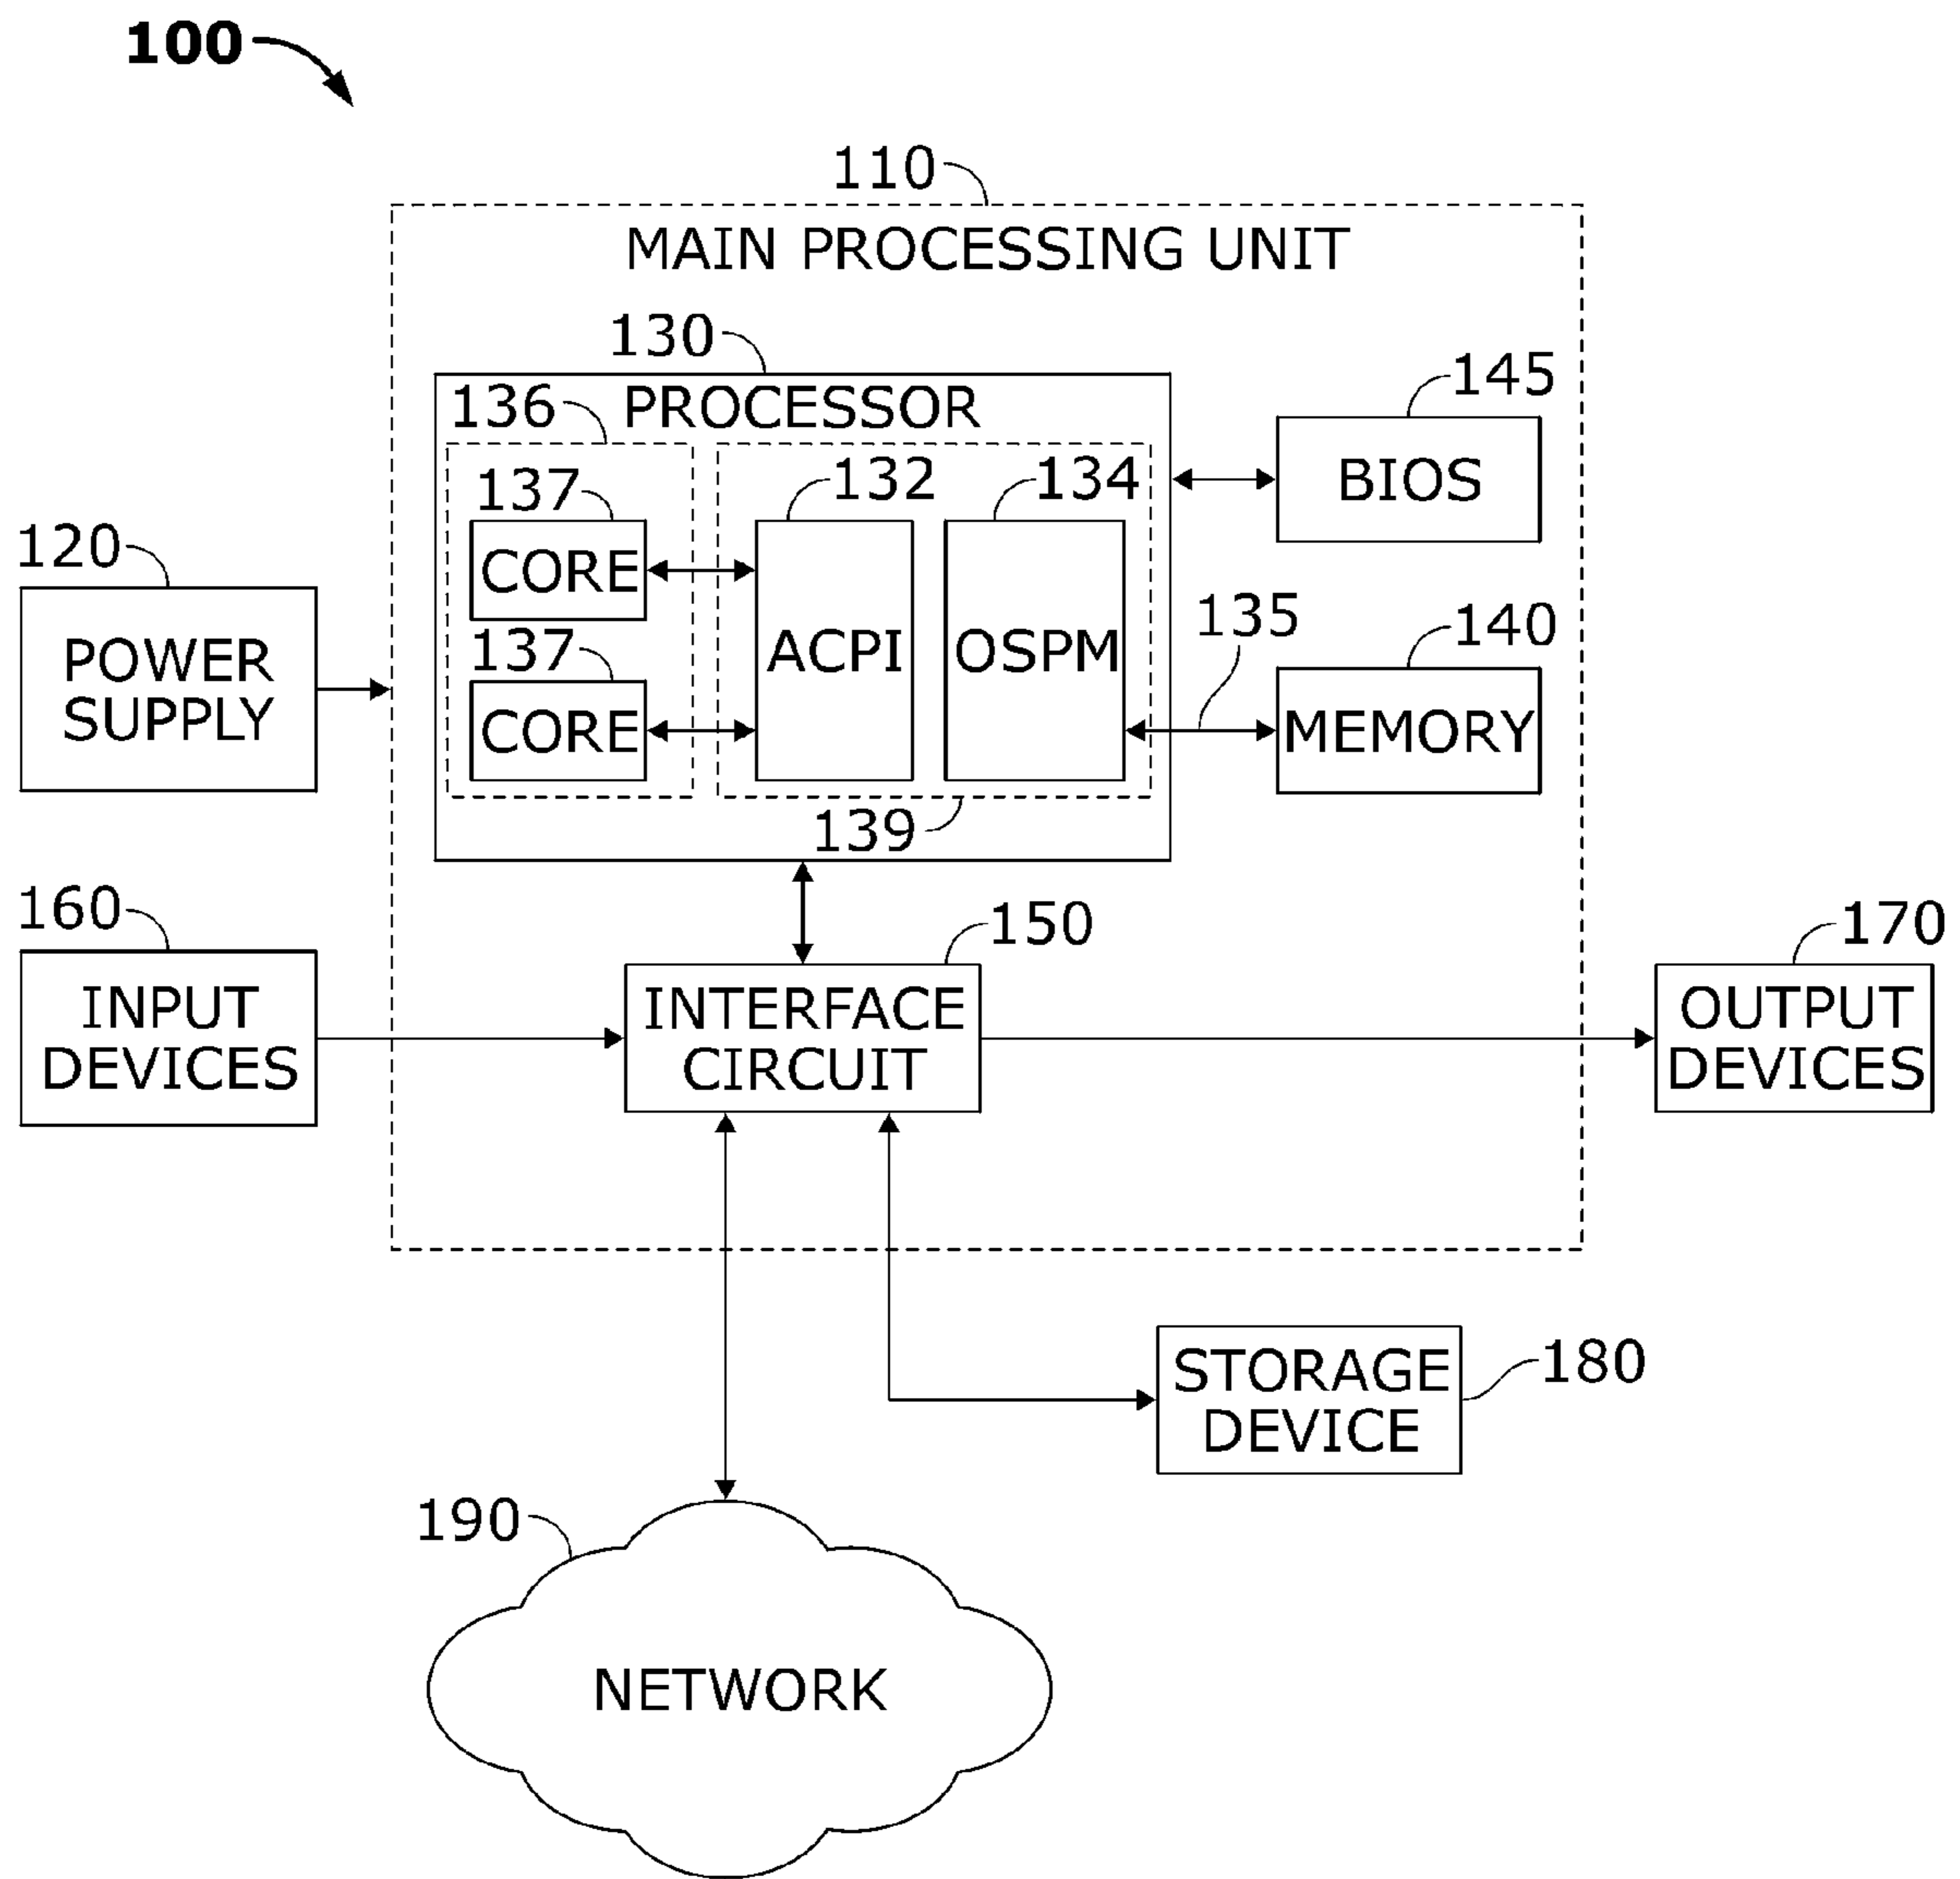 100
110
MAIN PROCESSING UNIT
130
136
PROCESSOR
145
BIOS
137
132
134
CORE
120
POWER
SUPPLY
137
CORE
ACPI
OSPM
135
140
MEMORY
139
160
INPUT
DEVICES
150
INTERFACE
CIRCUIT
170
OUTPUT
DEVICES
STORAGE
DEVICE
180
190
NETWORK